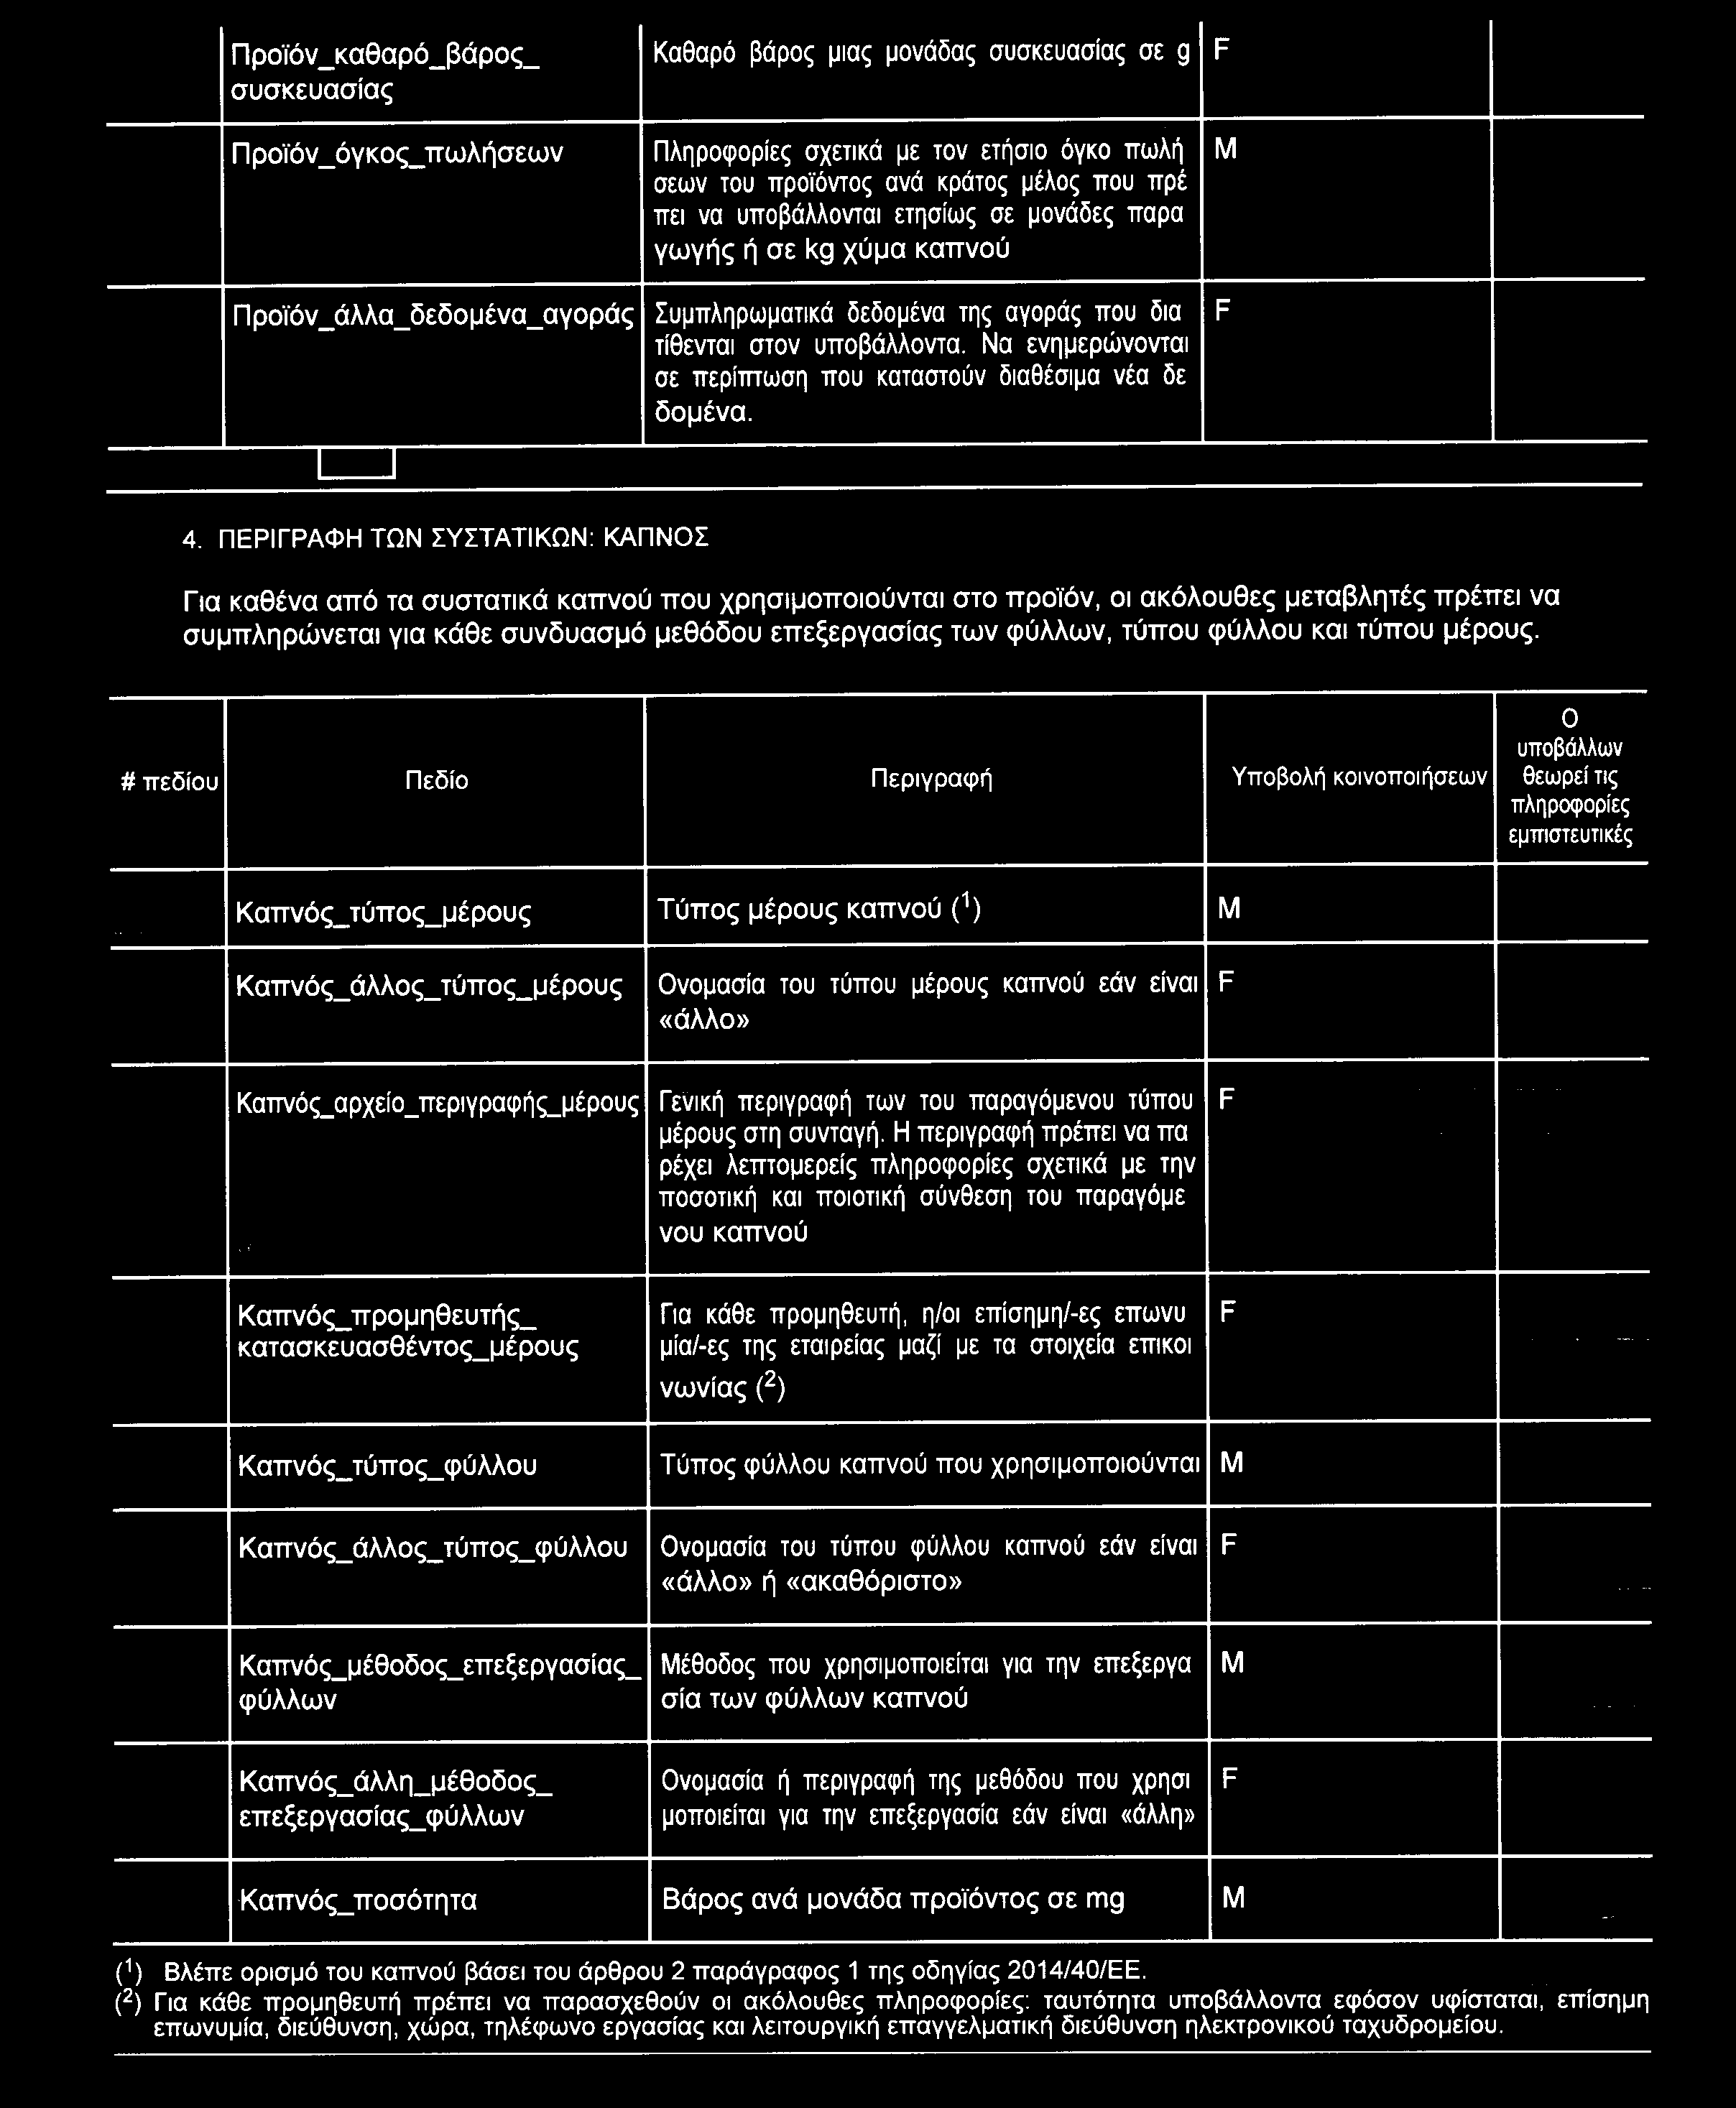 Προϊόν_καθαρό_βάρος_
συσκευασίας
Καθαρό βάρος μιας μονάδας συσκευασίας σε g
F
Προϊόν_όγκος_πωλήσεων
Πληροφορίες σχετικά με τον ετήσιο όγκο πωλή
σεων του προϊόντος ανά κράτος μέλος που πρέ
πει να υποβάλλονται ετησίως σε μονάδες παρα
γωγής ή σε kg χύμα καπνού
M
Προϊόν_άλλα_δεδομένα_αγοράς
Συμπληρωματικά δεδομένα της αγοράς που δια
τίθενται στον υποβάλλοντα. Να ενημερώνονται
σε περίπτωση που καταστούν διαθέσιμα νέα δε
δομένα.
F
4. ΠΕΡΙΓΡΑΦΗ ΤΩΝ ΣΥΣΤΑΤΙΚΩΝ: ΚΑΠΝΟΣ
Για καθένα από τα συστατικά καπνού που χρησιμοποιούνται στο προϊόν, οι ακόλουθες μεταβλητές πρέπει να
συμπληρώνεται για κάθε συνδυασμό μεθόδου επεξεργασίας των φύλλων, τύπου φύλλου και τύπου μέρους.
# πεδίου
Πεδίο
Περιγραφή
Υποβολή κοινοποιήσεων
Ο
υποβάλλων
θεωρεί τις
πληροφορίες
εμπιστευτικές
Καπνός_τύπος_μέρους
Τύπος μέρους καπνού (¹)
M
Καπνός_άλλος_τύπος_μέρους
Ονομασία του τύπου μέρους καπνού εάν είναι
«άλλο»
F
Καπνός_αρχείο_περιγραφής_μέρους
Γενική περιγραφή των του παραγόμενου τύπου
μέρους στη συνταγή. Η περιγραφή πρέπει να πα
ρέχει λεπτομερείς πληροφορίες σχετικά με την
ποσοτική και ποιοτική σύνθεση του παραγόμε
νου καπνού
F
Καπνός_προμηθευτής_
κατασκευασθέντος_μέρους
Για κάθε προμηθευτή, η/οι επίσημη/-ες επωνυ
μία/-ες της εταιρείας μαζί με τα στοιχεία επικοι
νωνίας (²)
F
Καπνός_τύπος_φύλλου
Τύπος φύλλου καπνού που χρησιμοποιούνται
M
Καπνός_άλλος_τύπος_φύλλου
Ονομασία του τύπου φύλλου καπνού εάν είναι
«άλλο» ή «ακαθόριστο»
F
Καπνός_μέθοδος_επεξεργασίας_
φύλλων
Μέθοδος που χρησιμοποιείται για την επεξεργα
σία των φύλλων καπνού
M
Καπνός_άλλη_μέθοδος_
επεξεργασίας_φύλλων
Ονομασία ή περιγραφή της μεθόδου που χρησι
μοποιείται για την επεξεργασία εάν είναι «άλλη»
F
Καπνός_ποσότητα
Βάρος ανά μονάδα προϊόντος σε mg
M
(¹) Βλέπε ορισμό του καπνού βάσει του άρθρου 2 παράγραφος 1 της οδηγίας 2014/40/ΕΕ.
(²) Για κάθε προμηθευτή πρέπει να παρασχεθούν οι ακόλουθες πληροφορίες: ταυτότητα υποβάλλοντα εφόσον υφίσταται, επίσημη
επωνυμία, διεύθυνση, χώρα, τηλέφωνο εργασίας και λειτουργική επαγγελματική διεύθυνση ηλεκτρονικού ταχυδρομείου.